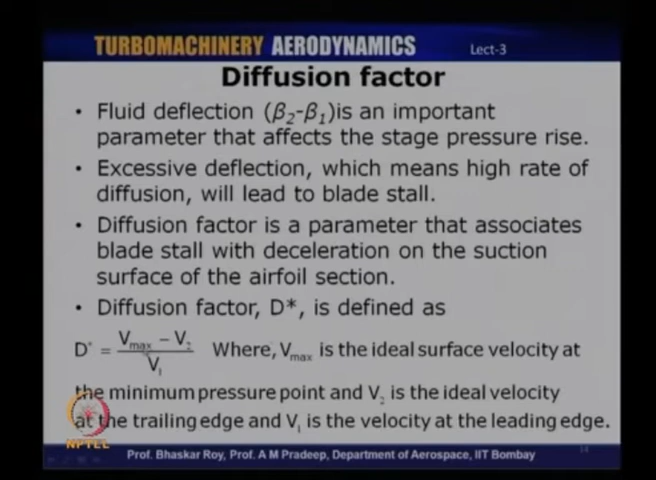 TURBOMACHINERY AERODYNAMICS Lect-3
Diffusion factor
• Fluid deflection (β₂-β₁)is an important
parameter that affects the stage pressure rise.
• Excessive deflection, which means high rate of
diffusion, will lead to blade stall.
• Diffusion factor is a parameter that associates
blade stall with deceleration on the suction
surface of the airfoil section.
• Diffusion factor, D*, is defined as
D* = (V_max − V₂) / V₁ Where, V_max is the ideal surface velocity at
the minimum pressure point and V₂ is the ideal velocity
at the trailing edge and V₁ is the velocity at the leading edge.
NPTEL
Prof. Bhaskar Roy, Prof. A M Pradeep, Department of Aerospace, IIT Bombay